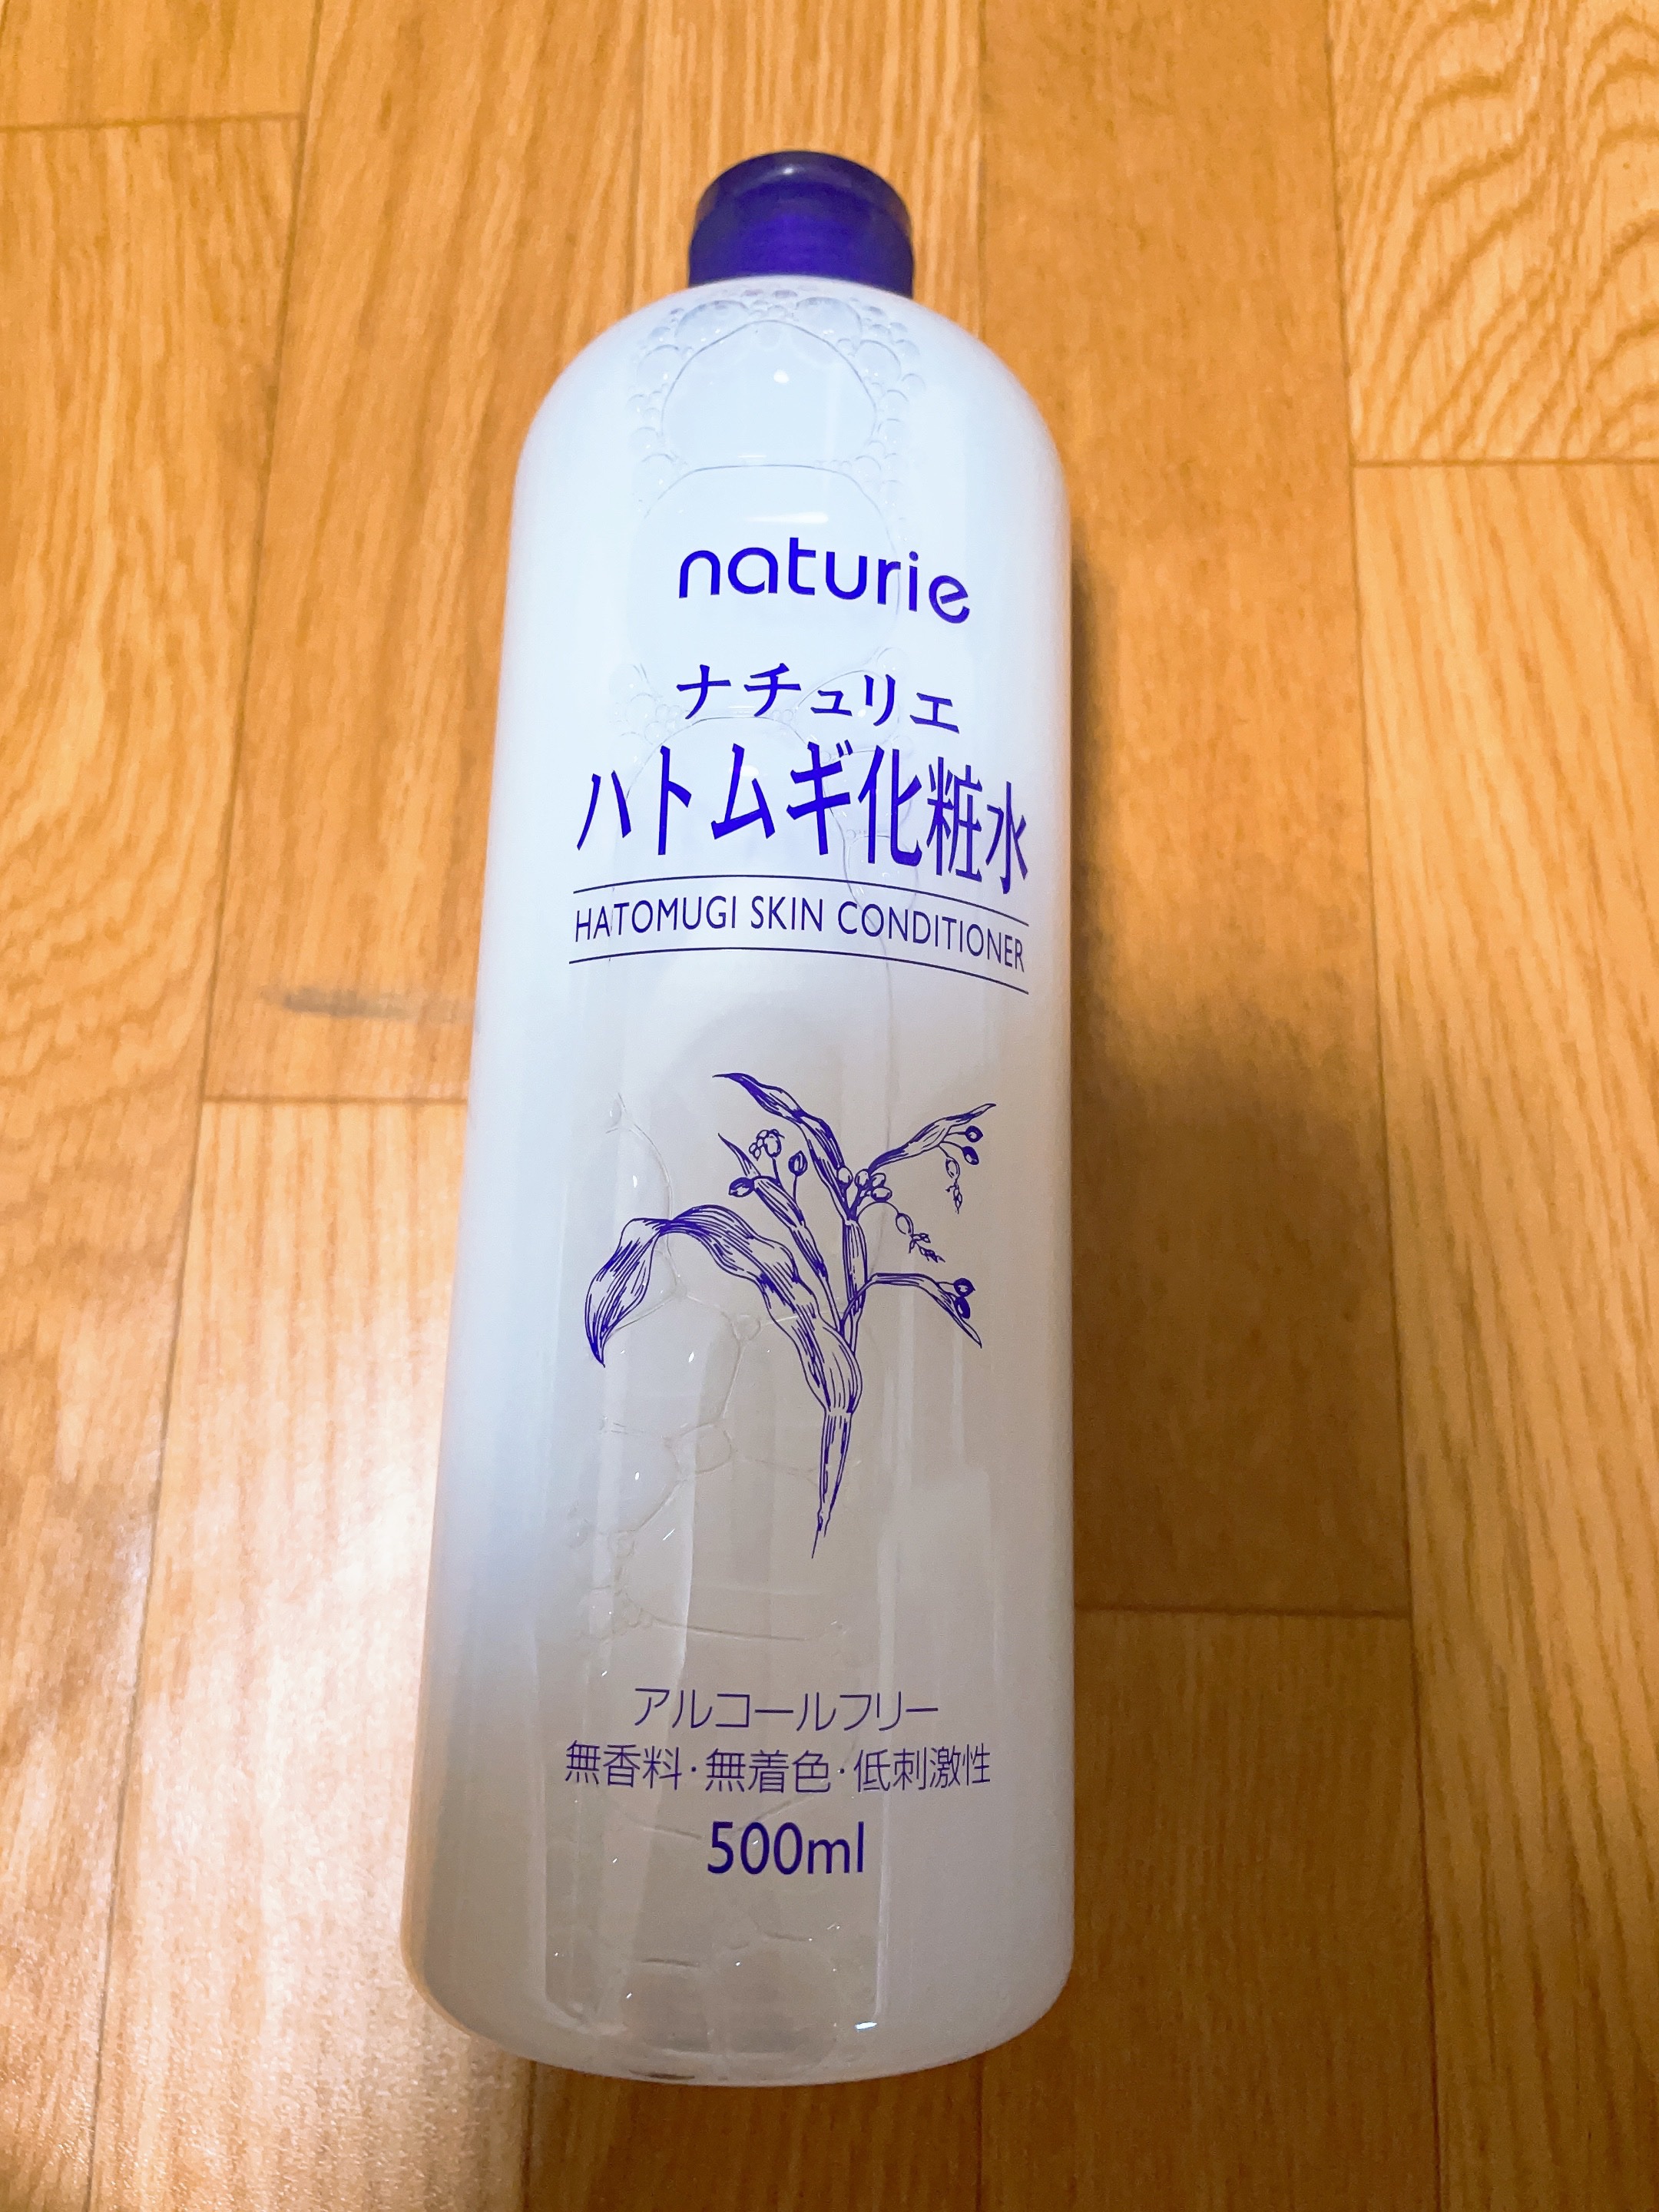 naturie
ナチュリエ
ハトムギ化粧水
HATOMUGI SKIN CONDITIONER
アルコールフリー
無香料・無着色・低刺激性
500ml